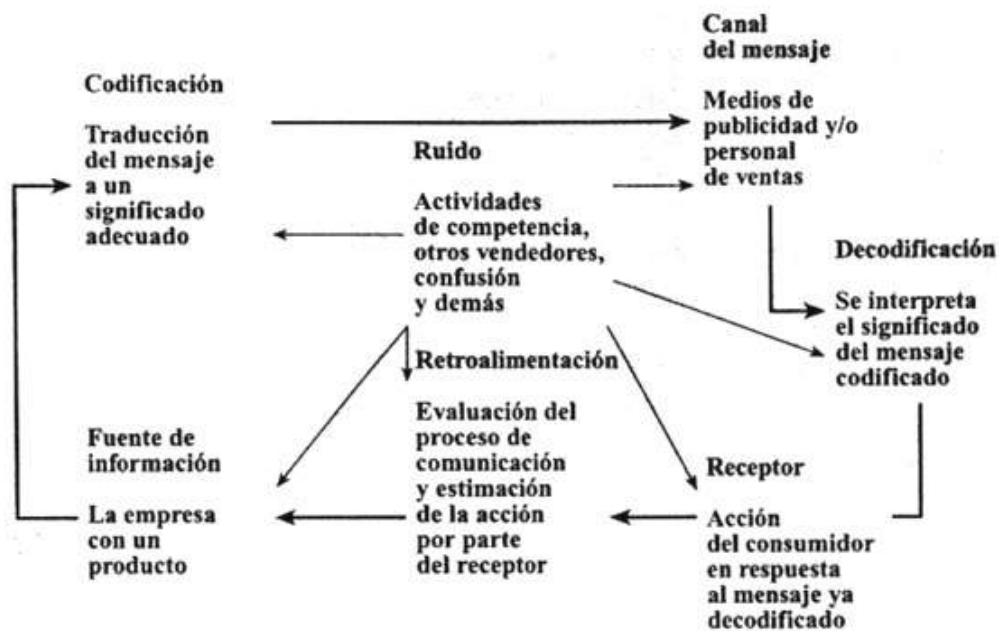 Canal
del mensaje
Medios de
publicidad y/o
personal
de ventas
Codificación
Traducción
del mensaje
a un
significado
adecuado
Ruido
Actividades
de competencia,
otros vendedores,
confusión
y demás
Decodificación
Se interpreta
el significado
del mensaje
codificado
Retroalimentación
Evaluación del
proceso de
comunicación
y estimación
de la acción
por parte
del receptor
Fuente de
información
La empresa
con un
producto
Receptor
Acción
del consumidor
en respuesta
al mensaje ya
decodificado